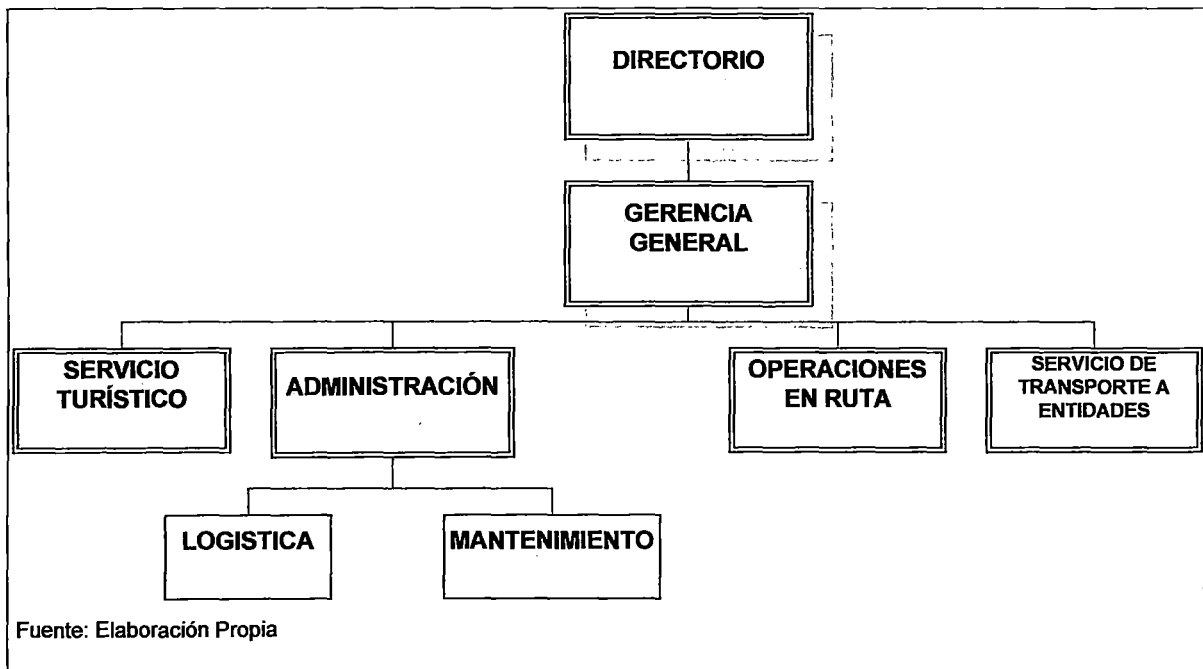 DIRECTORIO
GERENCIA
GENERAL
SERVICIO
TURÍSTICO
ADMINISTRACIÓN
OPERACIONES
EN RUTA
SERVICIO DE
TRANSPORTE A
ENTIDADES
LOGISTICA
MANTENIMIENTO
Fuente: Elaboración Propia